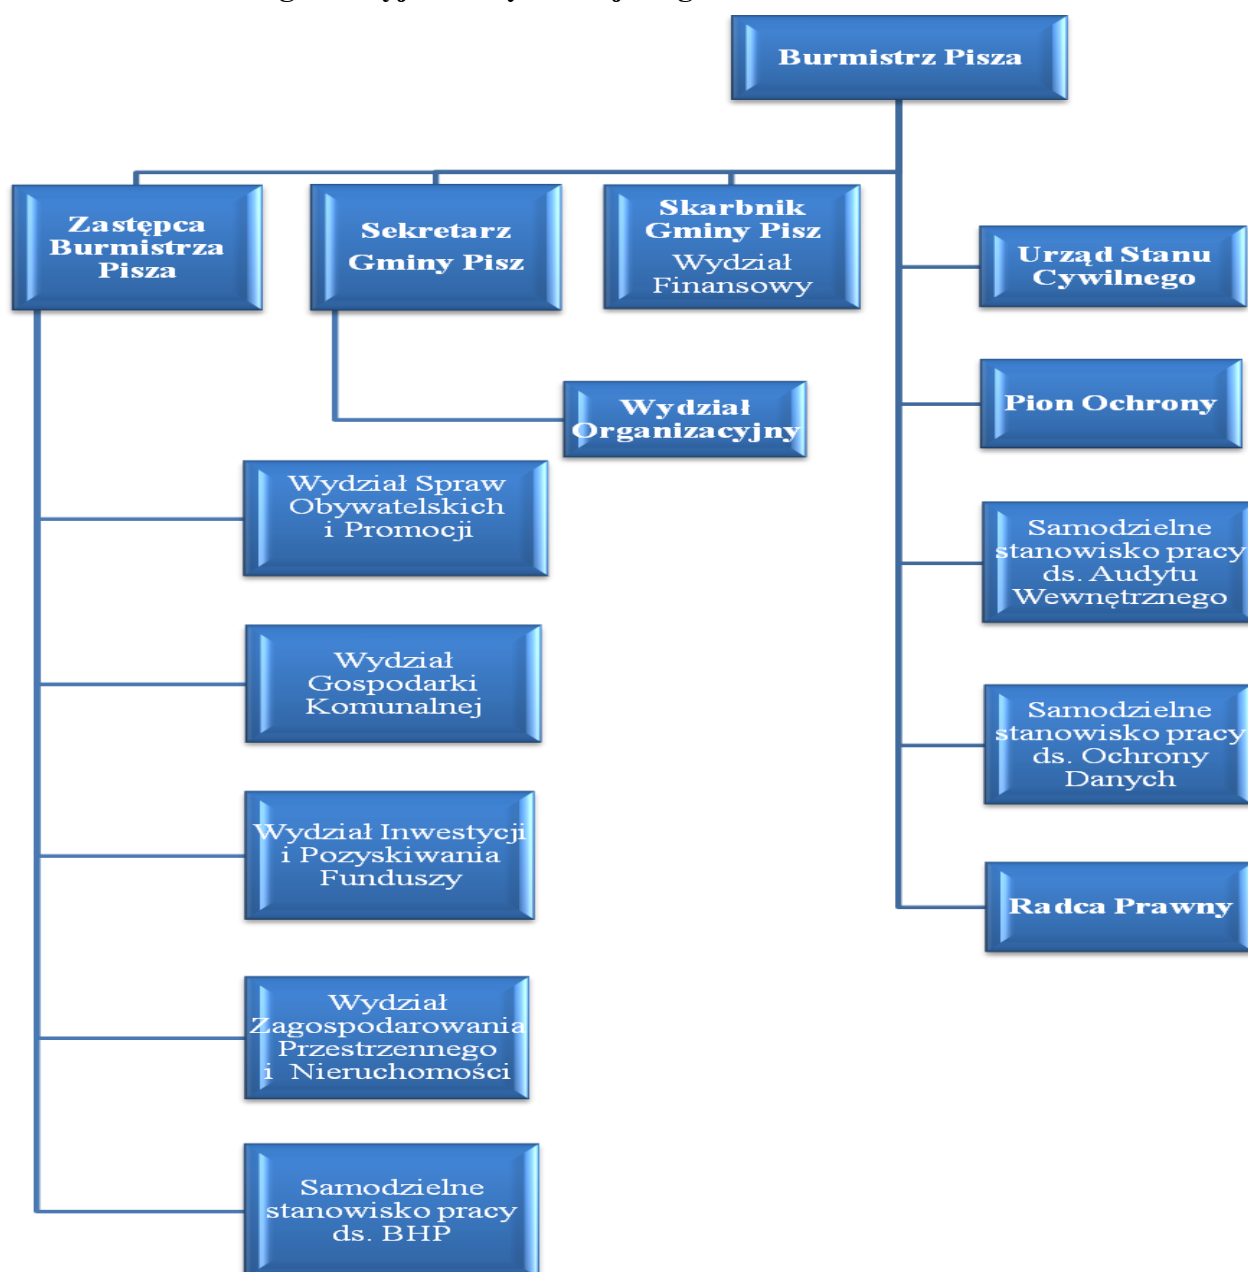 Burmistrz Pisza
Zastępca
Burmistrza
Pisza
Sekretarz
Gminy Pisz
Skarbnik
Gminy Pisz
Wydział
Finansowy
Urząd Stanu
Cywilnego
Pion Ochrony
Wydział
Organizacyjny
Wydział Spraw
Obywatelskich
i Promocji
Samodzielne
stanowisko pracy
ds. Audytu
Wewnętrznego
Wydział
Gospodarki
Komunalnej
Samodzielne
stanowisko pracy
ds. Ochrony
Danych
Wydział Inwestycji
i Pozyskiwania
Funduszy
Radca Prawny
Wydział
Zagospodarowania
Przestrzennego
i Nieruchomości
Samodzielne
stanowisko pracy
ds. BHP